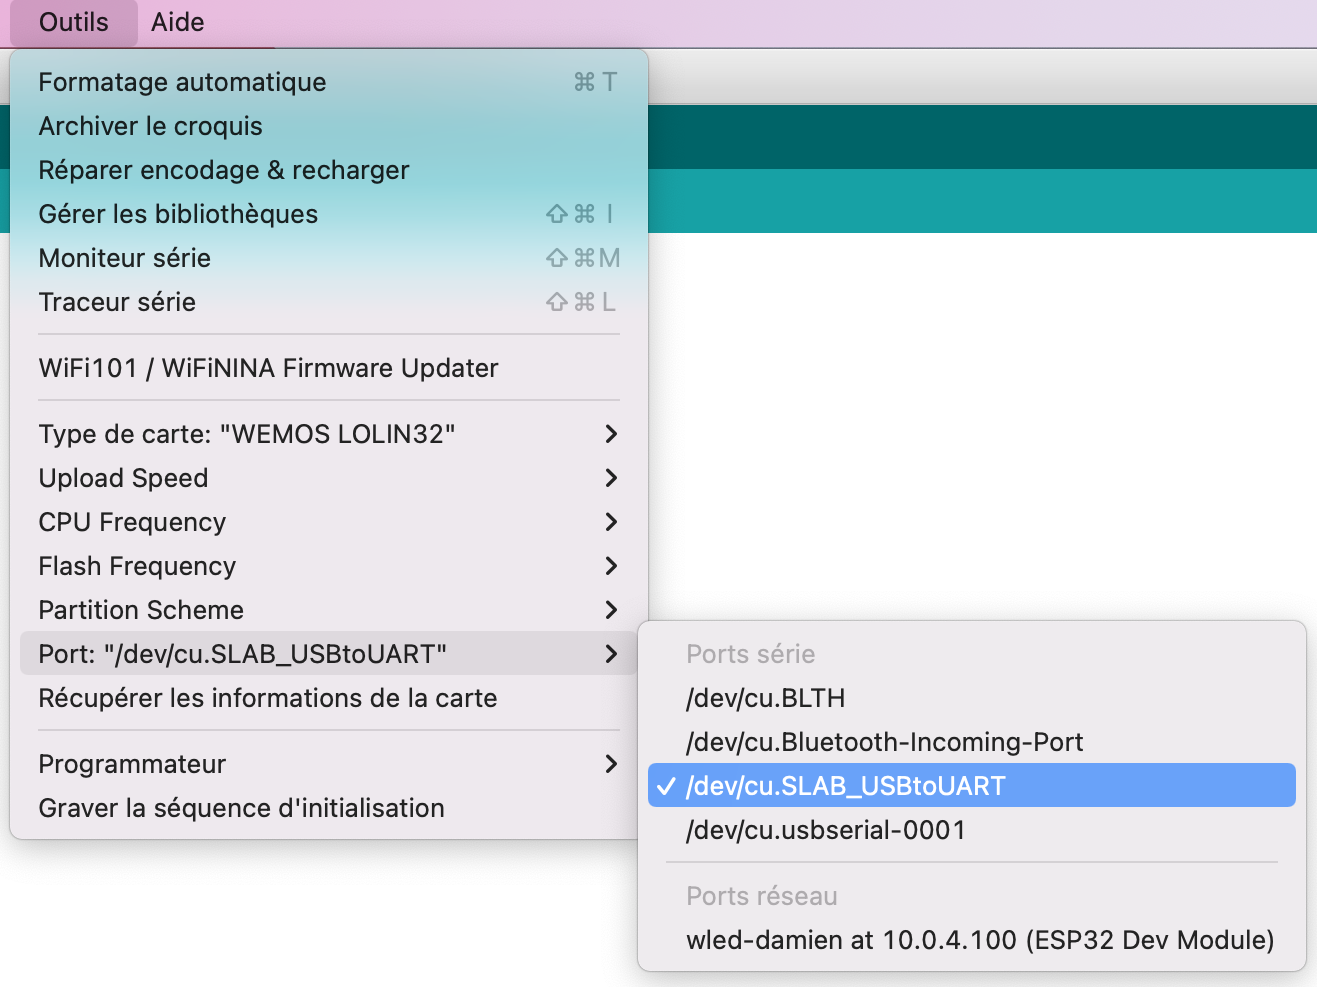 Outils Aide
Formatage automatique ⌘ T
Archiver le croquis
Réparer encodage & recharger
Gérer les bibliothèques ⇧ ⌘ I
Moniteur série ⇧ ⌘ M
Traceur série ⇧ ⌘ L
WiFi101 / WiFiNINA Firmware Updater
Type de carte: "WEMOS LOLIN32"
Upload Speed
CPU Frequency
Flash Frequency
Partition Scheme
Port: "/dev/cu.SLAB_USBtoUART"
Récupérer les informations de la carte
Programmateur
Graver la séquence d'initialisation
Ports série
/dev/cu.BLTH
/dev/cu.Bluetooth-Incoming-Port
✓ /dev/cu.SLAB_USBtoUART
/dev/cu.usbserial-0001
Ports réseau
wled-damien at 10.0.4.100 (ESP32 Dev Module)